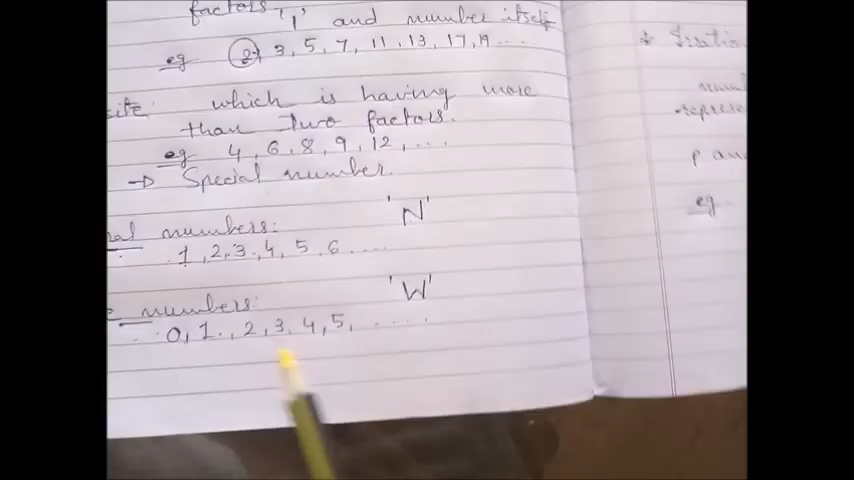 factors '1' and number itself
eg 2, 3, 5, 7, 11, 13, 17, 19 ....
which is having more
than Two factors.
eg 4, 6, 8, 9, 12, ...
→ Special number.
numbers: 'N'
1, 2, 3, 4, 5, 6 .....
numbers: 'W'
0, 1, 2, 3, 4, 5, .....
p an
eg